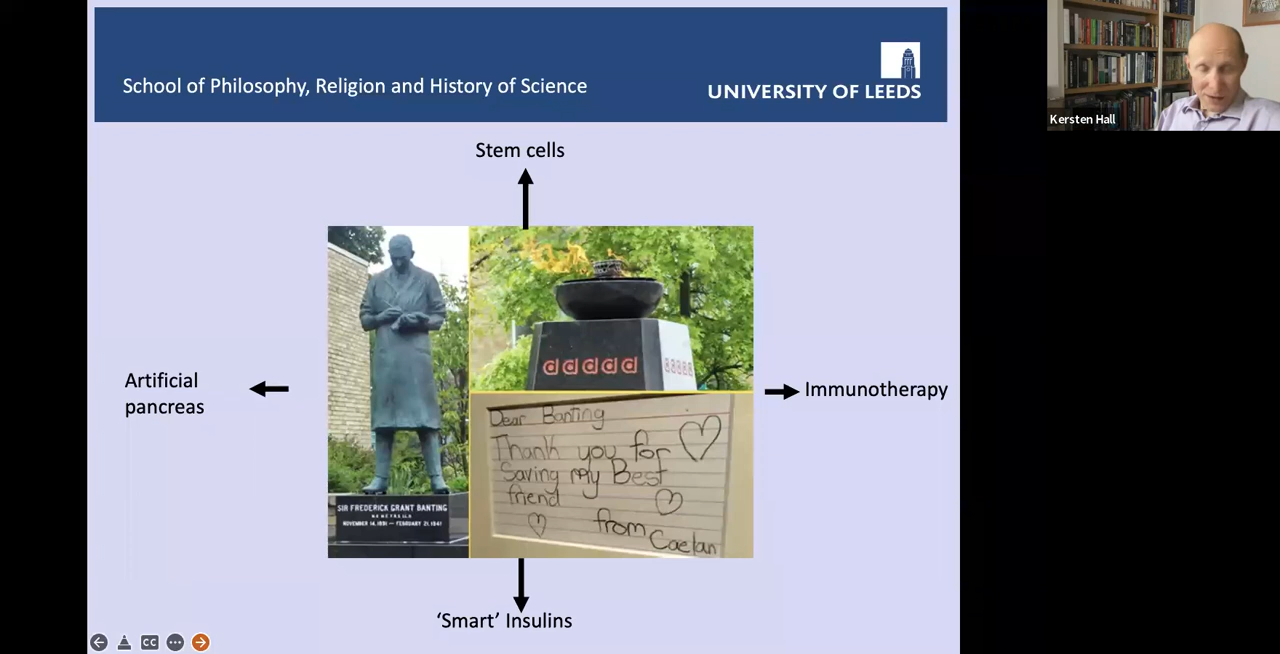 School of Philosophy, Religion and History of Science
UNIVERSITY OF LEEDS
Kersten Hall
Stem cells
Artificial
pancreas
Immunotherapy
ddddd
SIR FREDERICK GRANT BANTING
NOVEMBER 14, 1891 — FEBRUARY 21, 1941
Dear Banting
Thank you for
Saving my Best
friend
from
Caelan
‘Smart’ Insulins
CC